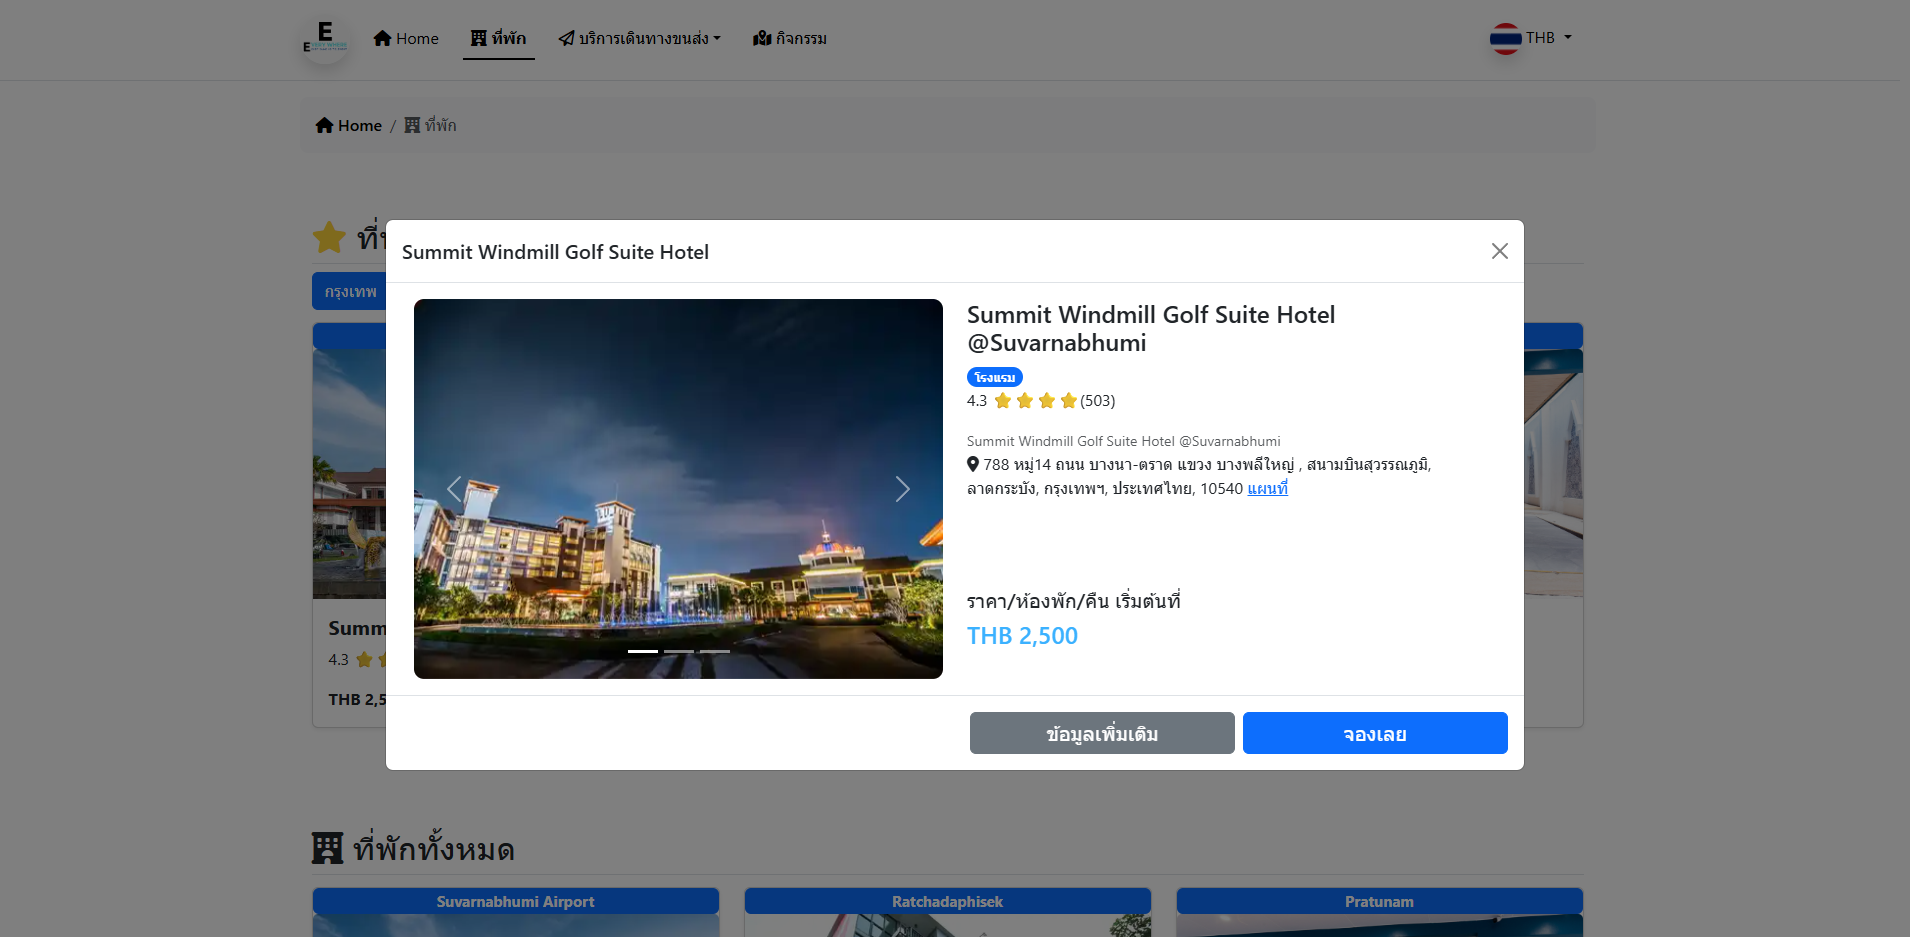 E
E
Home
ที่พัก
บริการเดินทางขนส่ง
กิจกรรม
THB
Home / ที่พัก
กรุงเทพ
Summit Windmill Golf Suite Hotel
Summit Windmill Golf Suite Hotel
@Suvarnabhumi
โรงแรม
4.3 (503)
Summit Windmill Golf Suite Hotel @Suvarnabhumi
788 หมู่14 ถนน บางนา-ตราด แขวง บางพลีใหญ่ , สนามบินสุวรรณภูมิ,
ลาดกระบัง, กรุงเทพฯ, ประเทศไทย, 10540 แผนที่
ราคา/ห้องพัก/คืน เริ่มต้นที่
THB 2,500
ข้อมูลเพิ่มเติม
จองเลย
Summ
4.3
THB 2,5
ที่พักทั้งหมด
Suvarnabhumi Airport
Ratchadaphisek
Pratunam